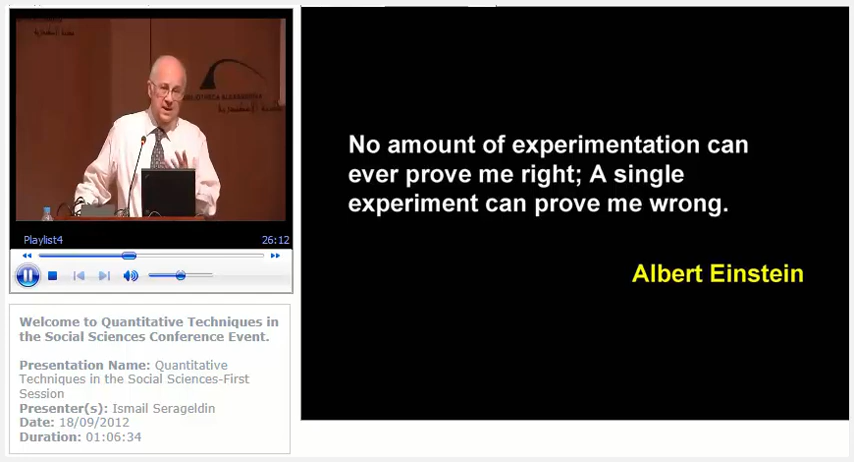 BIBLIOTHECA ALEXANDRINA
Playlist4
26:12
Welcome to Quantitative Techniques in
the Social Sciences Conference Event.
Presentation Name: Quantitative
Techniques in the Social Sciences-First
Session
Presenter(s): Ismail Serageldin
Date: 18/09/2012
Duration: 01:06:34
No amount of experimentation can
ever prove me right; A single
experiment can prove me wrong.
Albert Einstein